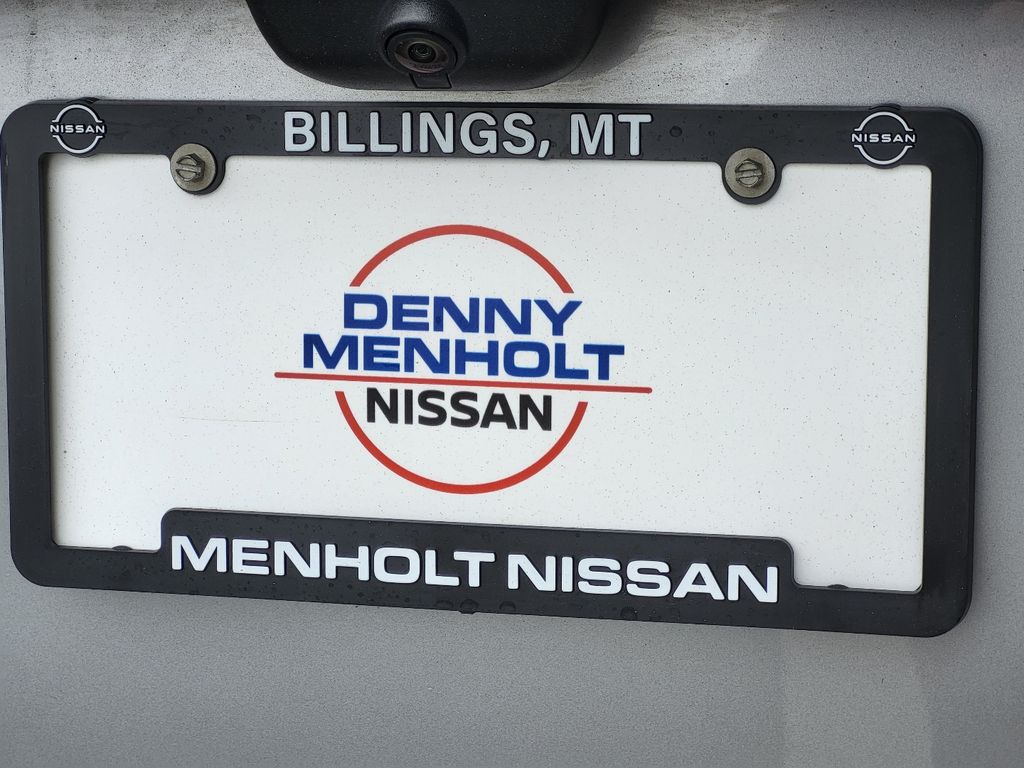 BILLINGS, MT
NISSAN
NISSAN
DENNY
MENHOLT
NISSAN
MENHOLT NISSAN